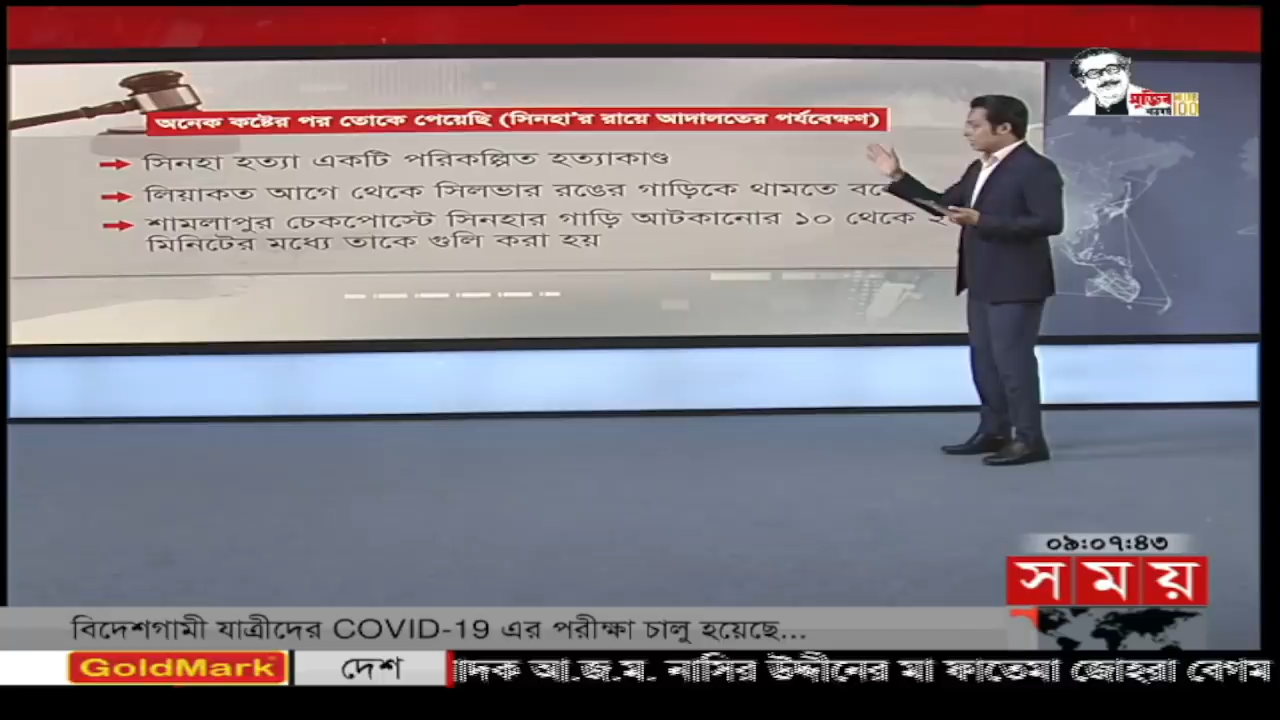 মুজিব
100
অনেক কষ্টের পর তোকে পেয়েছি (সিনহা'র রায়ে আদালতের পর্যবেক্ষণ)
সিনহা হত্যা একটি পরিকল্পিত হত্যাকাণ্ড
লিয়াকত আগে থেকে সিলভার রঙের গাড়িকে থামতে
শামলাপুর চেকপোস্টে সিনহার গাড়ি আটকানোর ১০ থেকে
মিনিটের মধ্যে তাকে গুলি করা হয়
০৯:০৭:৪৩
সময়
বিদেশগামী যাত্রীদের COVID-19 এর পরীক্ষা চালু হয়েছে...
GoldMark
দেশ
আ.জ.ম. নাসির উদ্দীনের মা ফাতেমা জোহরা বেগম